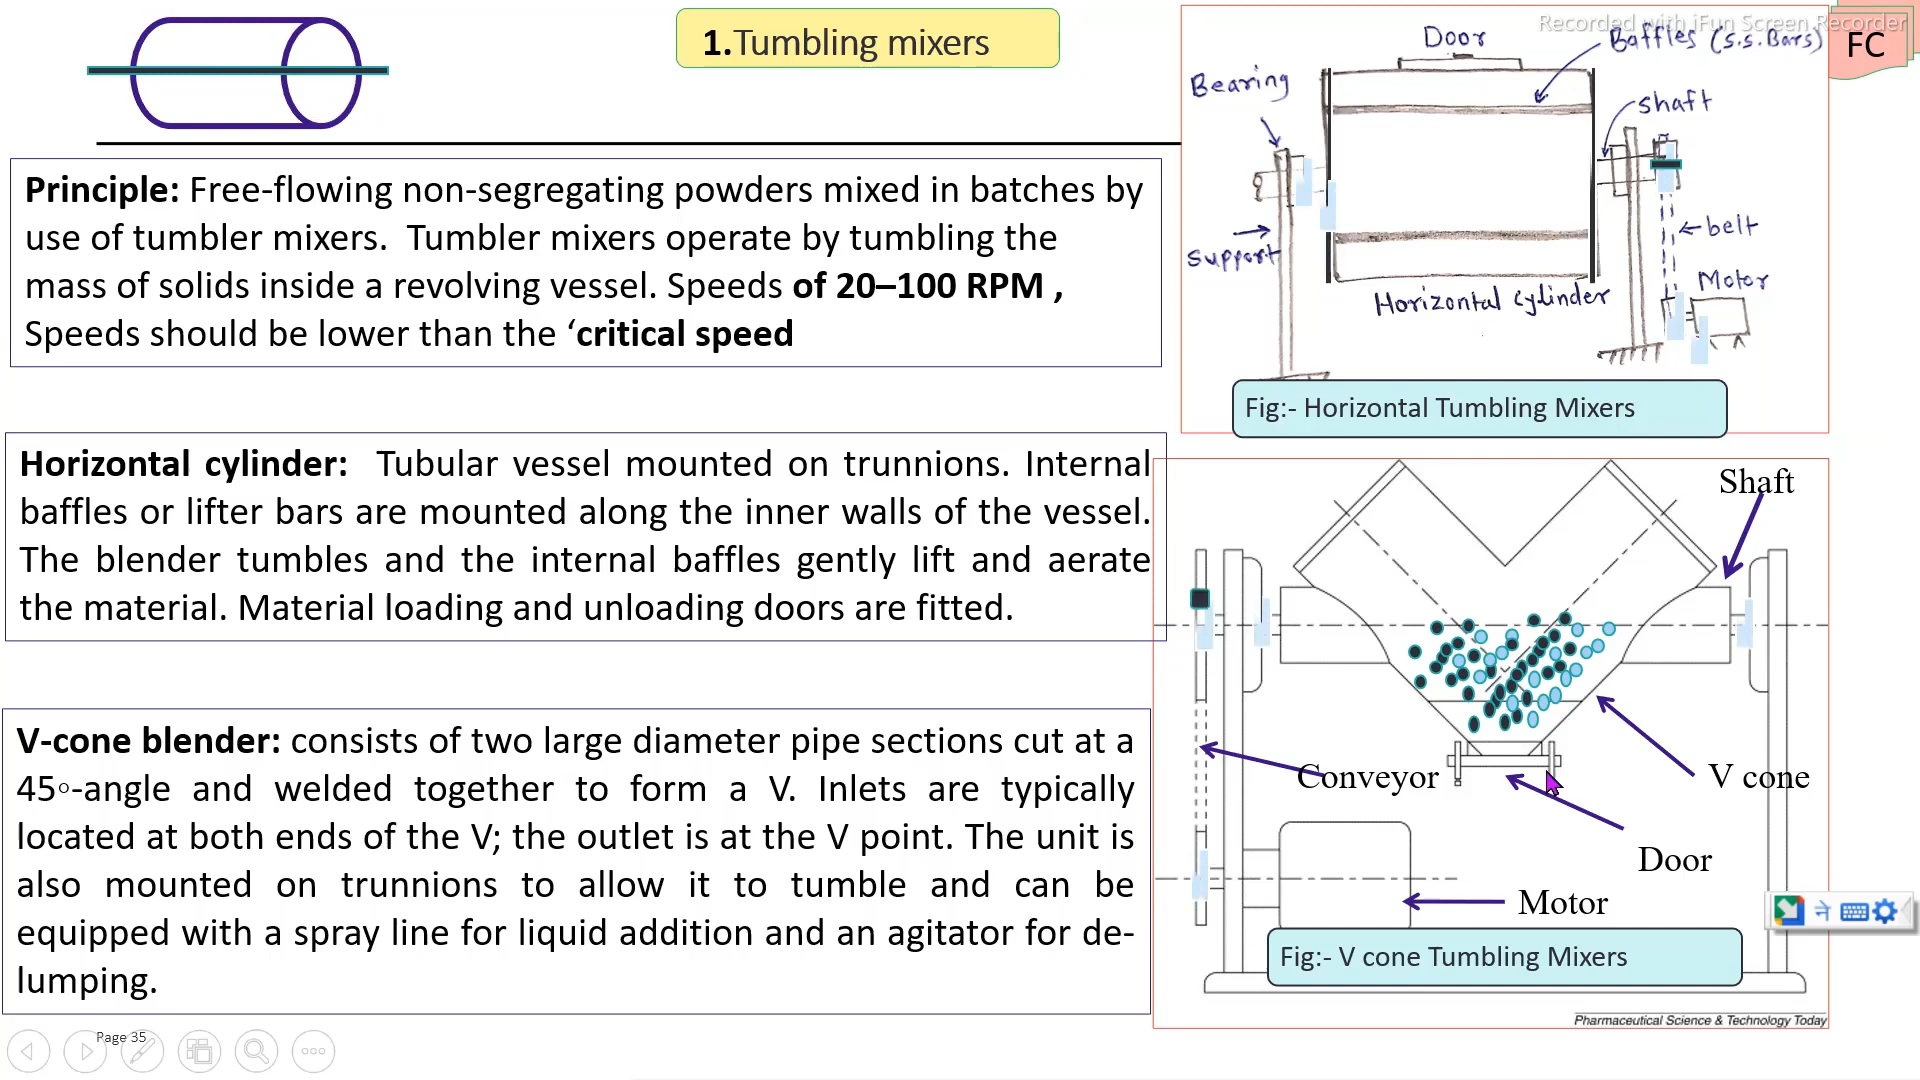 1.Tumbling mixers
Recorded with iFun Screen Recorder
FC
Principle: Free-flowing non-segregating powders mixed in batches by
use of tumbler mixers. Tumbler mixers operate by tumbling the
mass of solids inside a revolving vessel. Speeds of 20–100 RPM ,
Speeds should be lower than the ‘critical speed
Door
Baffles (S.S. Bars)
Bearing
shaft
support
belt
Motor
Horizontal cylinder
Fig:- Horizontal Tumbling Mixers
Horizontal cylinder: Tubular vessel mounted on trunnions. Internal
baffles or lifter bars are mounted along the inner walls of the vessel.
The blender tumbles and the internal baffles gently lift and aerate
the material. Material loading and unloading doors are fitted.
V-cone blender: consists of two large diameter pipe sections cut at a
45◦-angle and welded together to form a V. Inlets are typically
located at both ends of the V; the outlet is at the V point. The unit is
also mounted on trunnions to allow it to tumble and can be
equipped with a spray line for liquid addition and an agitator for de-
lumping.
Shaft
Conveyor
V cone
Door
Motor
Fig:- V cone Tumbling Mixers
Pharmaceutical Science & Technology Today
ने
Page 35